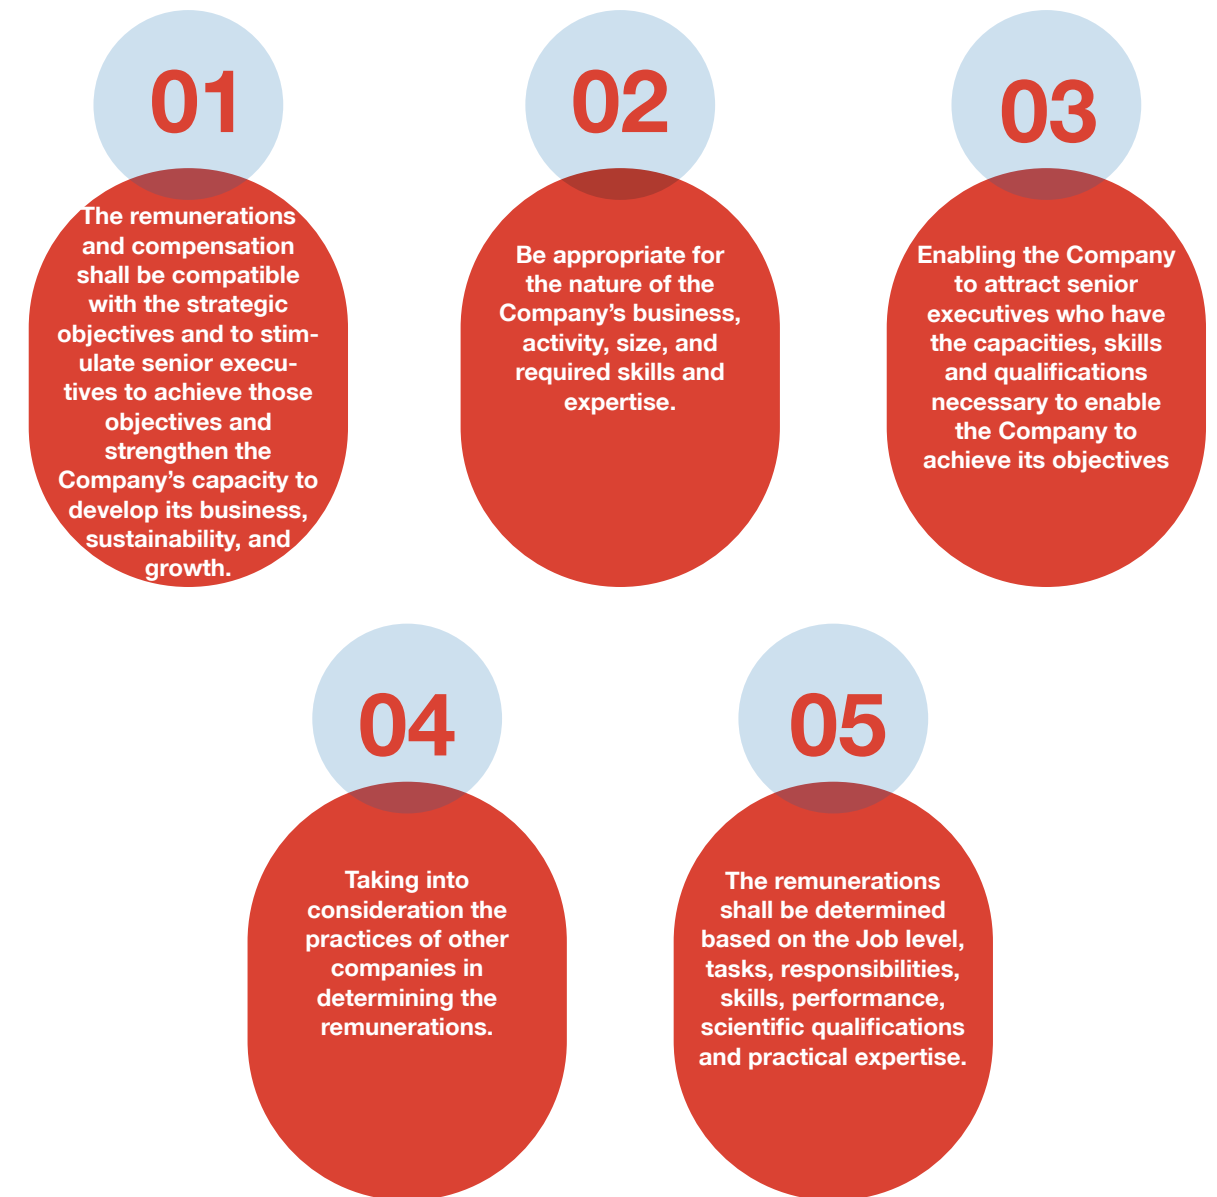 01
The remunerations
and compensation
shall be compatible
with the strategic
objectives and to stim-
ulate senior execu-
tives to achieve those
objectives and
strengthen the
Company’s capacity to
develop its business,
sustainability, and
growth.
02
Be appropriate for
the nature of the
Company’s business,
activity, size, and
required skills and
expertise.
03
Enabling the Company
to attract senior
executives who have
the capacities, skills
and qualifications
necessary to enable
the Company to
achieve its objectives
04
Taking into
consideration the
practices of other
companies in
determining the
remunerations.
05
The remunerations
shall be determined
based on the Job level,
tasks, responsibilities,
skills, performance,
scientific qualifications
and practical expertise.